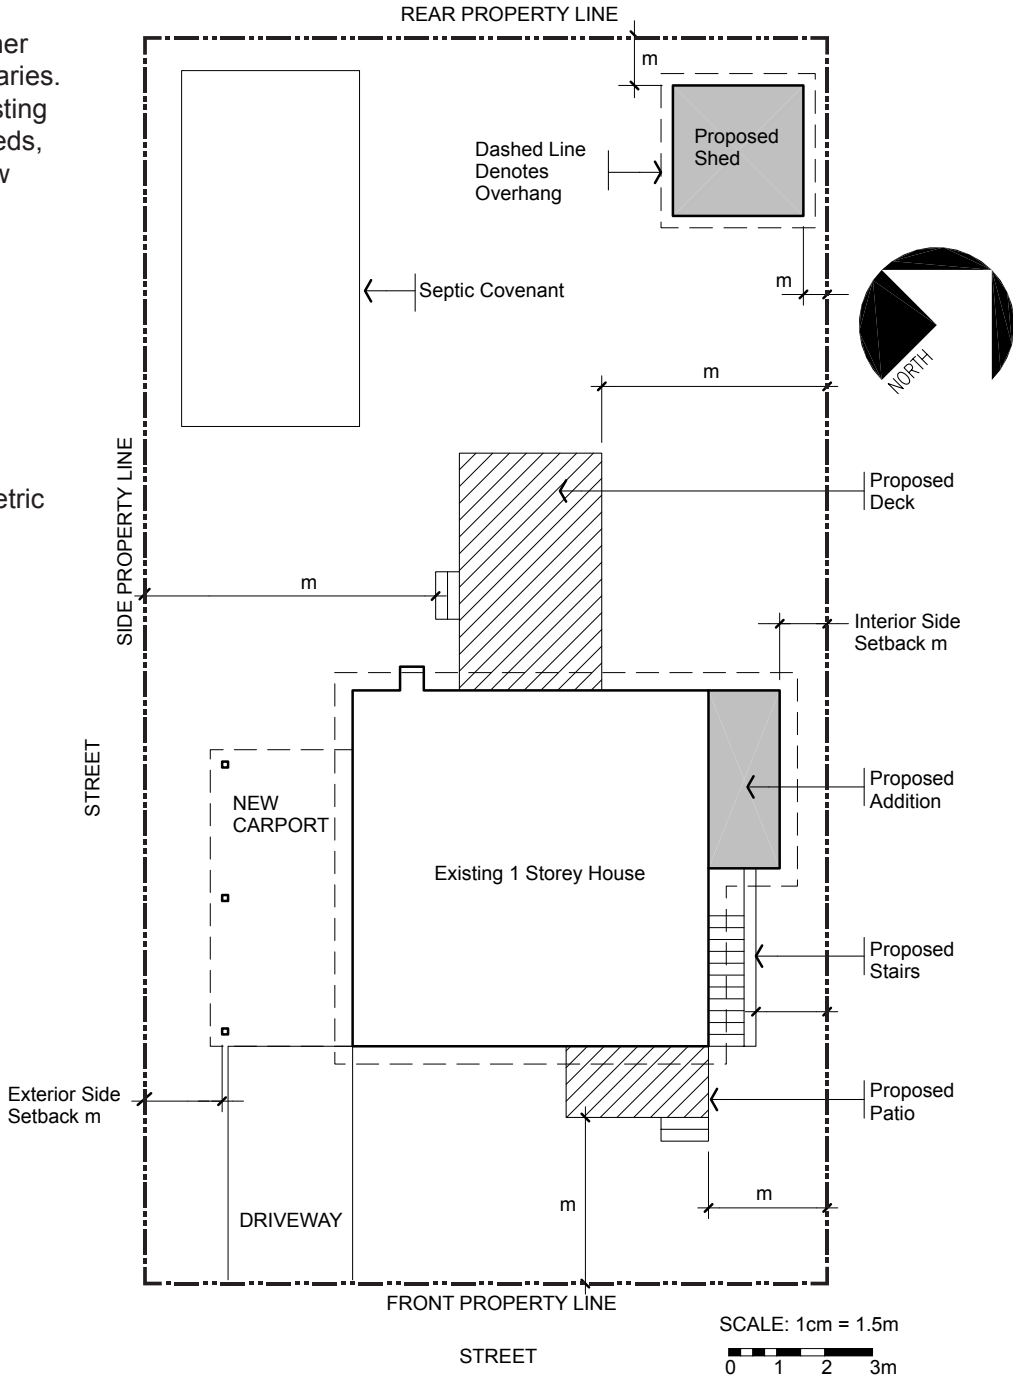 REAR PROPERTY LINE
ner
aries.
sting
eds,
w
m
Proposed
Shed
Dashed Line
Denotes
Overhang
m
Septic Covenant
NORTH
m
SIDE PROPERTY LINE
Proposed
Deck
etric
m
Interior Side
Setback m
STREET
NEW
CARPORT
Proposed
Addition
Existing 1 Storey House
Proposed
Stairs
Exterior Side
Setback m
Proposed
Patio
m
m
DRIVEWAY
FRONT PROPERTY LINE
STREET
SCALE: 1cm = 1.5m
0 1 2 3m